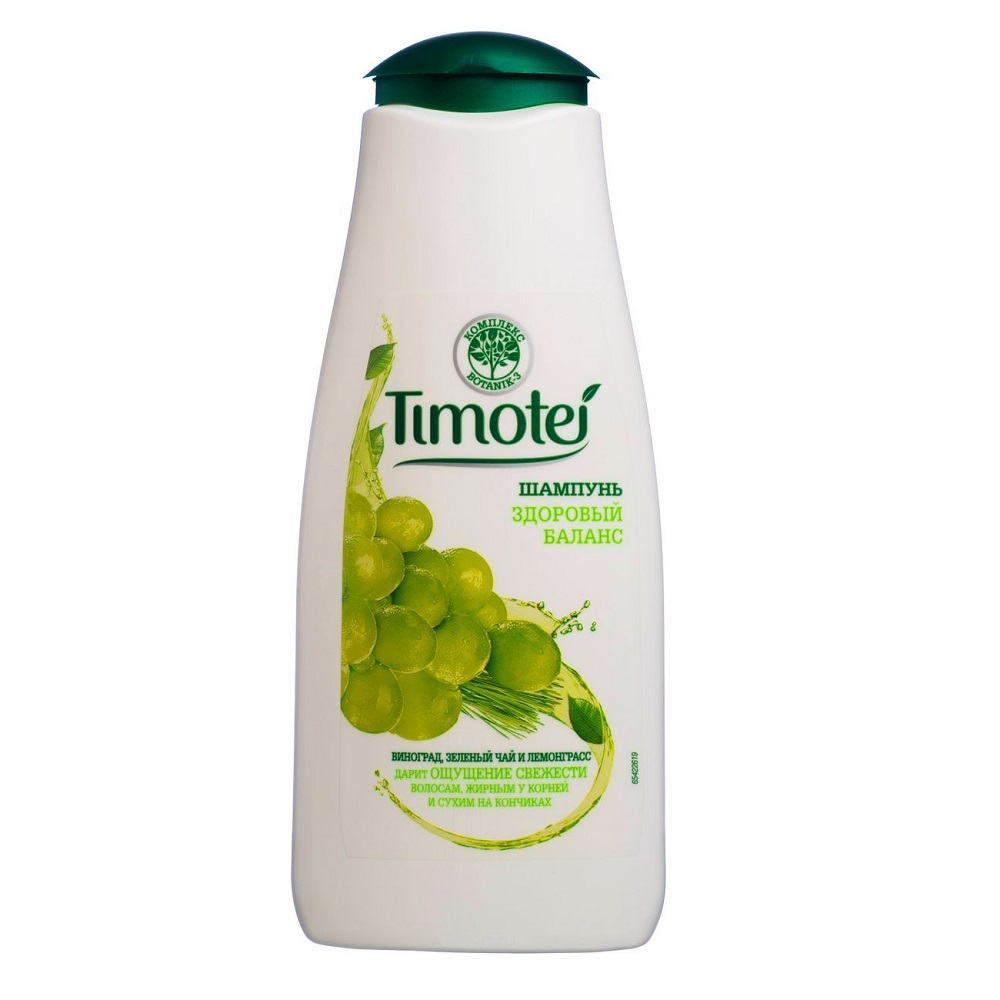 КОМПЛЕКС
BOTANIK-3
Timotei
ШАМПУНЬ
ЗДОРОВЫЙ
БАЛАНС
ВИНОГРАД, ЗЕЛЕНЫЙ ЧАЙ И ЛЕМОНГРАСС
ДАРИТ ОЩУЩЕНИЕ СВЕЖЕСТИ
ВОЛОСАМ, ЖИРНЫМ У КОРНЕЙ
И СУХИМ НА КОНЧИКАХ
65422619